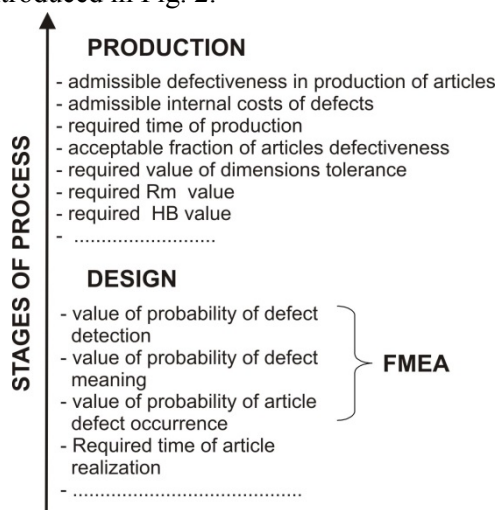 troduced in Fig. 2.
PRODUCTION
- admissible defectiveness in production of articles
- admissible internal costs of defects
- required time of production
- acceptable fraction of articles defectiveness
- required value of dimensions tolerance
- required Rm value
- required HB value
- ...........................
STAGES OF PROCESS
DESIGN
- value of probability of defect
detection
- value of probability of defect
meaning
- value of probability of article
defect occurrence
- Required time of article
realization
- .......................................
FMEA